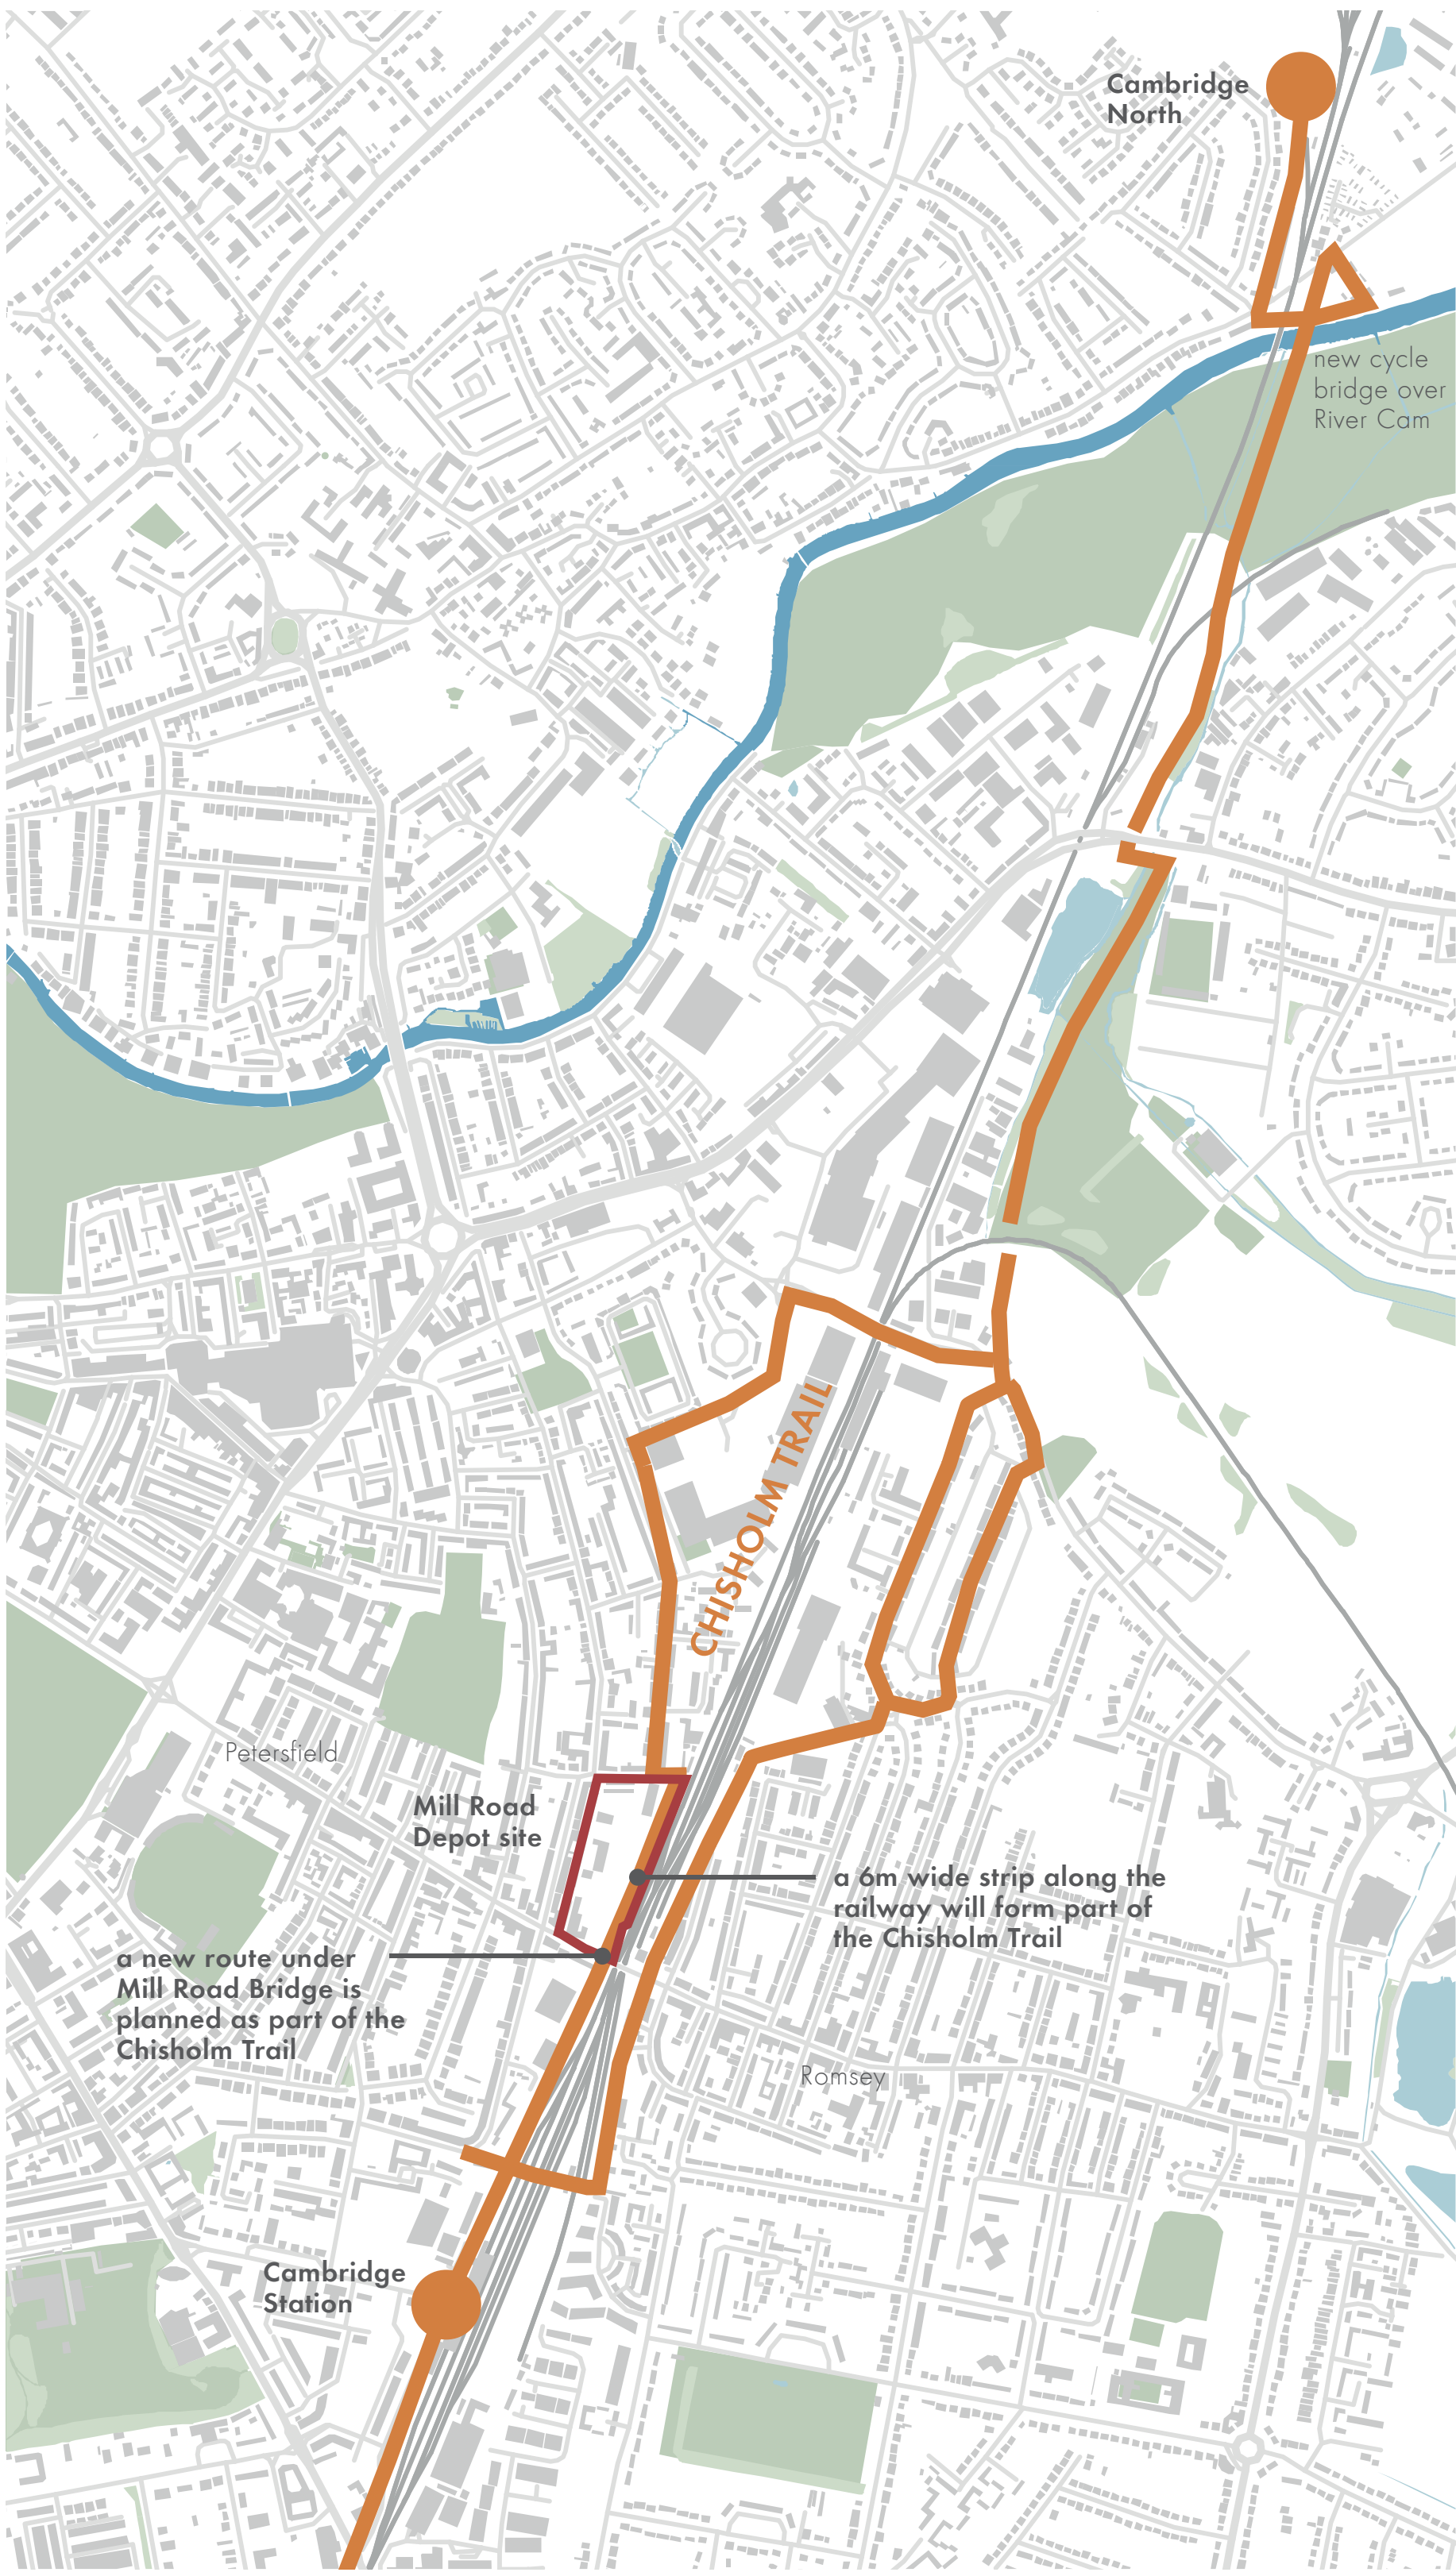 Cambridge
North
new cycle
bridge over
River Cam
CHISHOLM TRAIL
Petersfield
Mill Road
Depot site
a 6m wide strip along the
railway will form part of
the Chisholm Trail
a new route under
Mill Road Bridge is
planned as part of the
Chisholm Trail
Romsey
Cambridge
Station